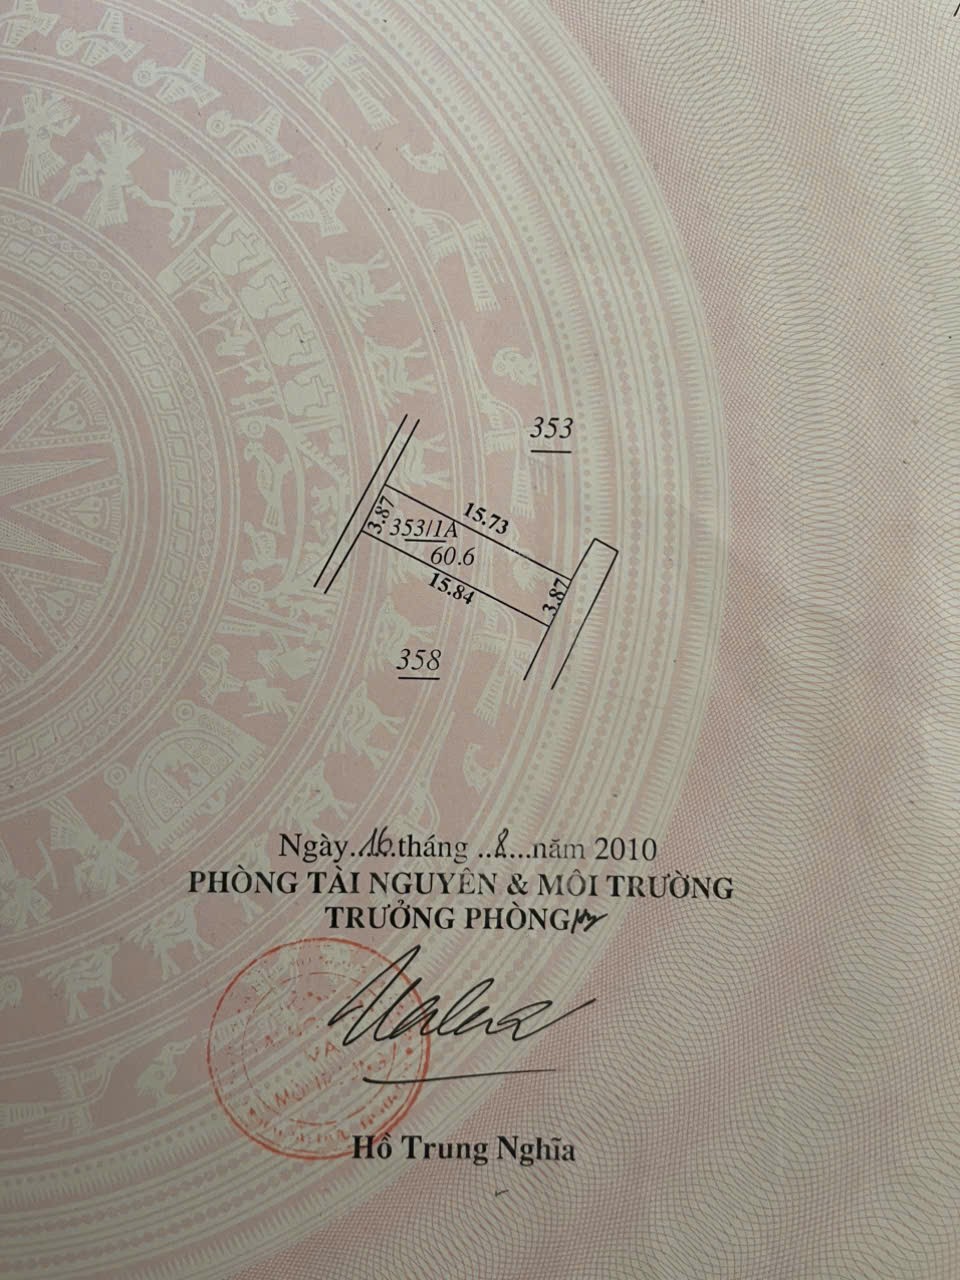 353
15.73
3.87
353/1A
60.6
15.84
3.87
358
Ngày..16.tháng ..8...năm 2010
PHÒNG TÀI NGUYÊN & MÔI TRƯỜNG
TRƯỞNG PHÒNG
VÀ
Hồ Trung Nghĩa